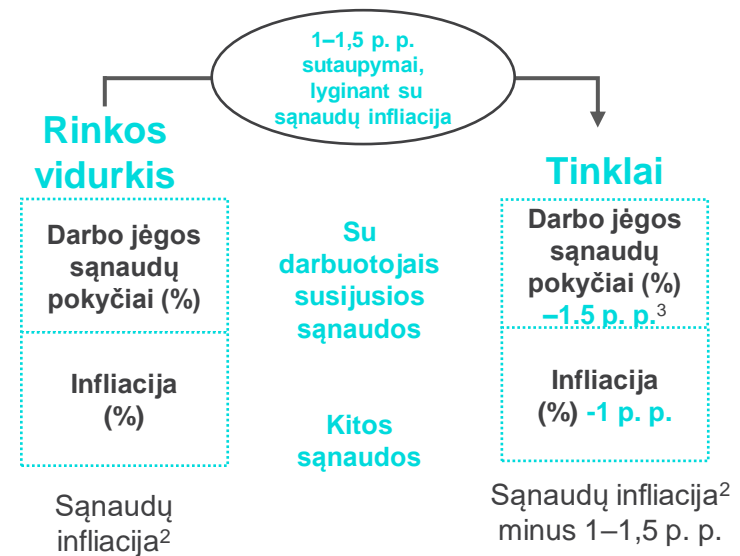 1–1,5 p. p.
sutaupymai,
lyginant su
sąnaudų infliacija
Rinkos
vidurkis
Tinklai
Darbo jėgos
sąnaudų
pokyčiai (%)
Su
darbuotojais
susijusios
sąnaudos
Darbo jėgos
sąnaudų
pokyčiai (%)
–1.5 p. p.³
Infliacija
(%)
Kitos
sąnaudos
Infliacija
(%) -1 p. p.
Sąnaudų
infliacija²
Sąnaudų infliacija²
minus 1–1,5 p. p.